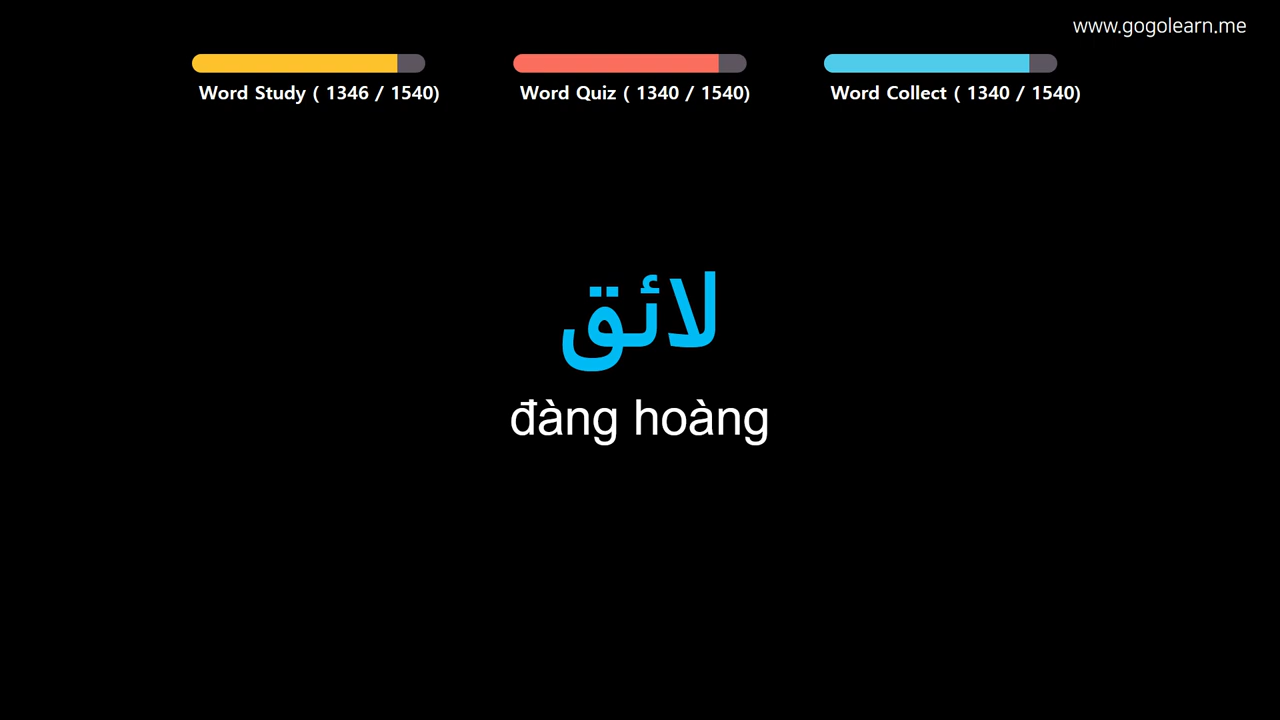 www.gogolearn.me
Word Study ( 1346 / 1540)
Word Quiz ( 1340 / 1540)
Word Collect ( 1340 / 1540)
لائق
đàng hoàng